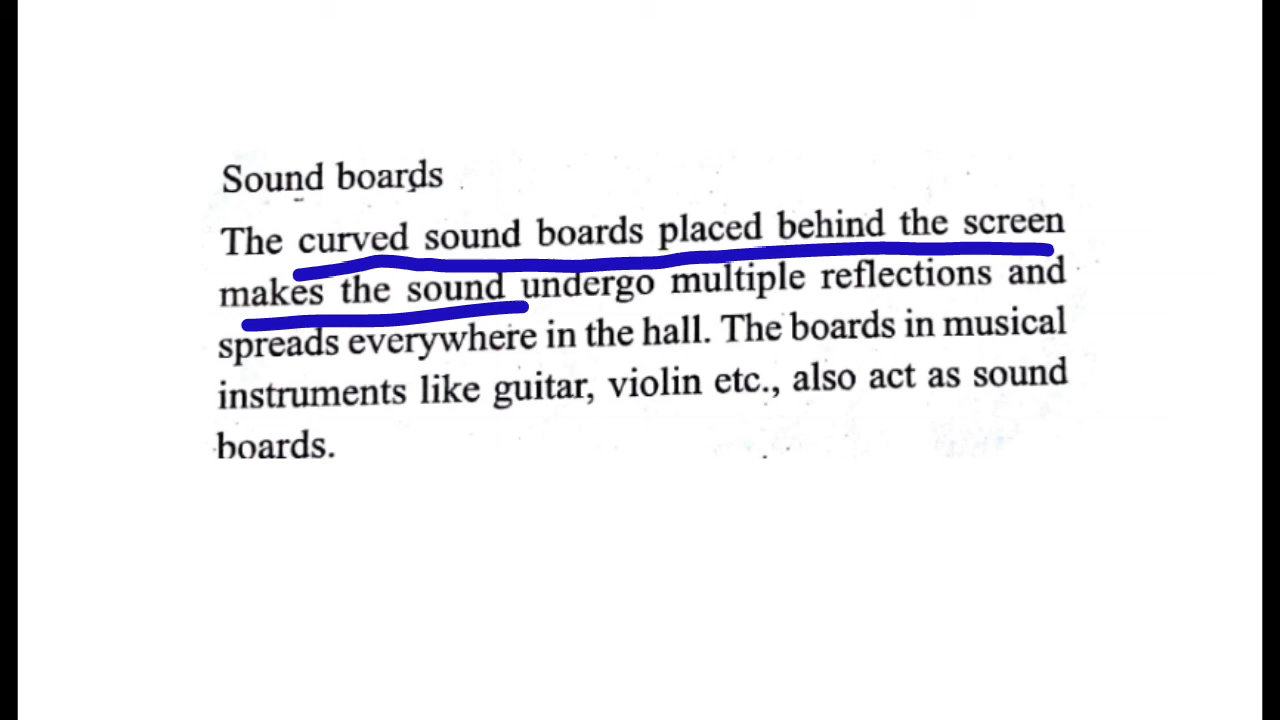 Sound boards
The curved sound boards placed behind the screen
makes the sound undergo multiple reflections and
spreads everywhere in the hall. The boards in musical
instruments like guitar, violin etc., also act as sound
boards.